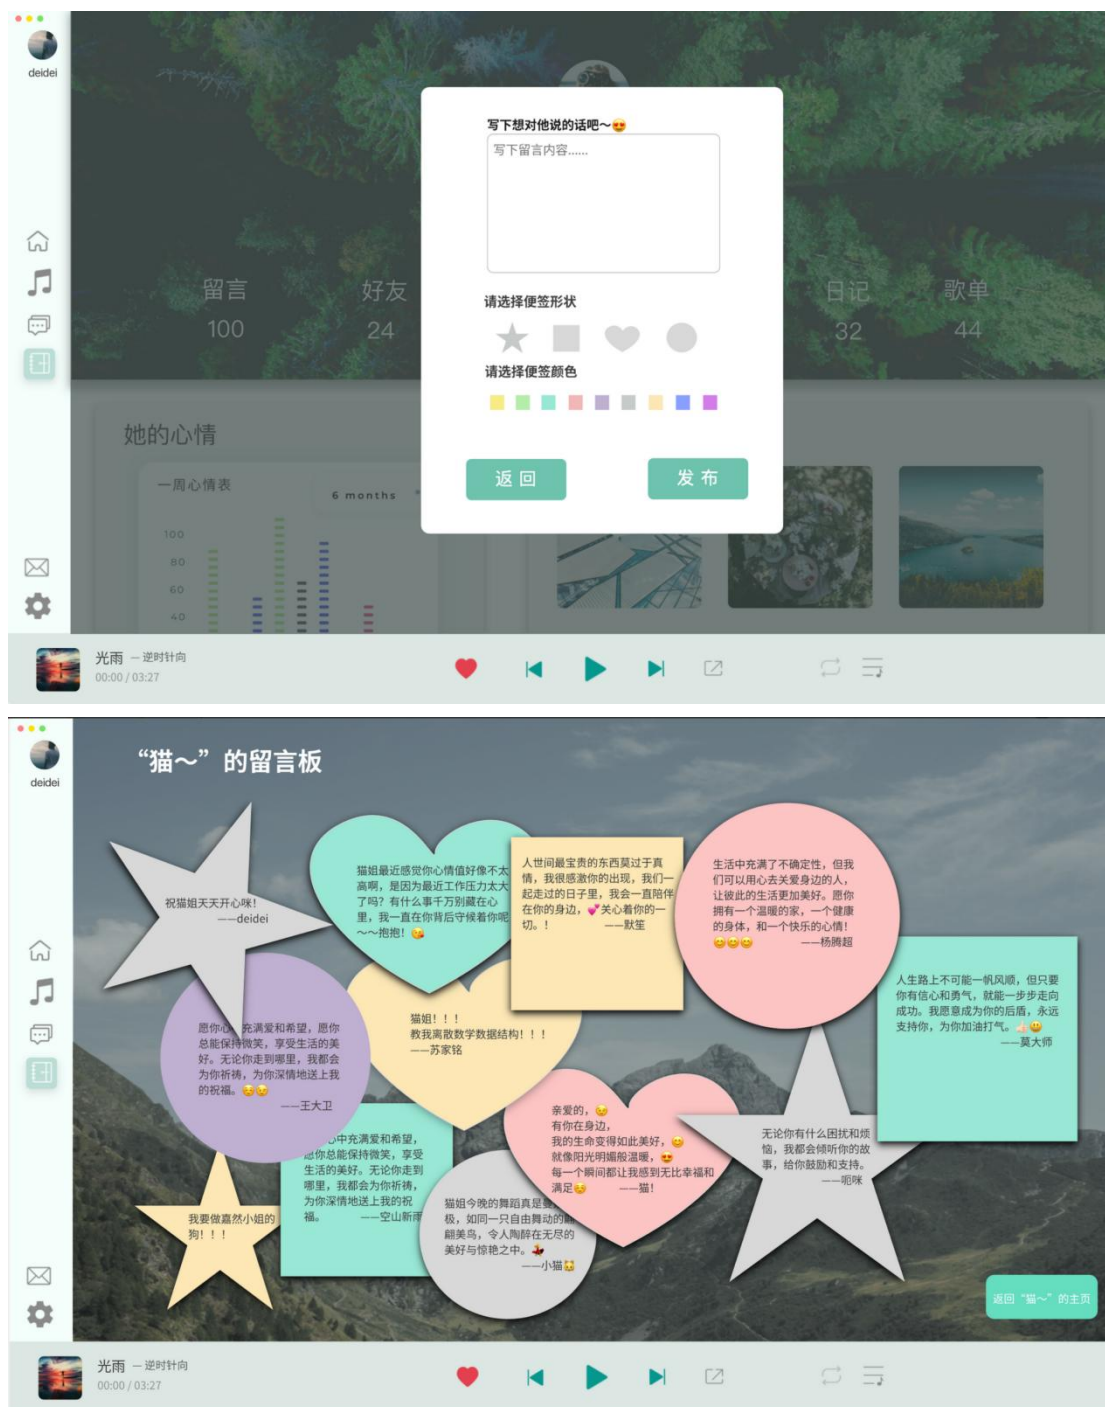 deidei
写下想对他说的话吧～😍
写下留言内容......
留言
100
好友
24
日记
32
歌单
44
请选择便签形状
请选择便签颜色
返 回
发 布
她的心情
一周心情表
6 months
100
80
60
40
光雨 — 逆时针向
00:00 / 03:27
deidei
“猫～”的留言板
祝猫姐天天开心咪！
——deidei
猫姐最近感觉你心情值好像不太
高啊，是因为最近工作压力太大
了吗？有什么事千万别藏在心
里，我一直在你背后守候着你呢
～～抱抱！😘
人世间最宝贵的东西莫过于真
情，我很感激你的出现，我们一
起走过的日子里，我会一直陪伴
在你的身边，💕关心着你的一
切。！ ——默笙
生活中充满了不确定性，但我
们可以用心去关爱身边的人，
让彼此的生活更加美好。愿你
拥有一个温暖的家，一个健康
的身体，和一个快乐的心情！
😊😊😊 ——杨腾超
人生路上不可能一帆风顺，但只要
你有信心和勇气，就能一步步走向
成功。我愿意成为你的后盾，永远
支持你，为你加油打气。👍🏻😀
——莫大师
愿你心 充满爱和希望，愿你
总能保持微笑，享受生活的美
好。无论你走到哪里，我都会
为你祈祷，为你深情地送上我
的祝福。
——王大卫
猫姐！！！
教我离散数学数据结构！！！
——苏家铭
心中充满爱和希望，
愿你总能保持微笑，享受
生活的美好。无论你走到
哪里，我都会为你祈祷，
为你深情地送上我的祝
福。 ——空山新雨
亲爱的，
有你在身边，
我的生命变得如此美好，😊
就像阳光明媚般温暖，😍
每一个瞬间都让我感到无比幸福和
满足 ——猫！
无论你有什么困扰和烦
恼，我都会倾听你的故
事，给你鼓励和支持。
——呃咪
我要做嘉然小姐的
狗！！！
猫姐今晚的舞蹈真是
极，如同一只自由舞动的
翩美鸟，令人陶醉在无尽的
美好与惊艳之中。💃
——小猫🐱
返回“猫～”的主页
光雨 — 逆时针向
00:00 / 03:27